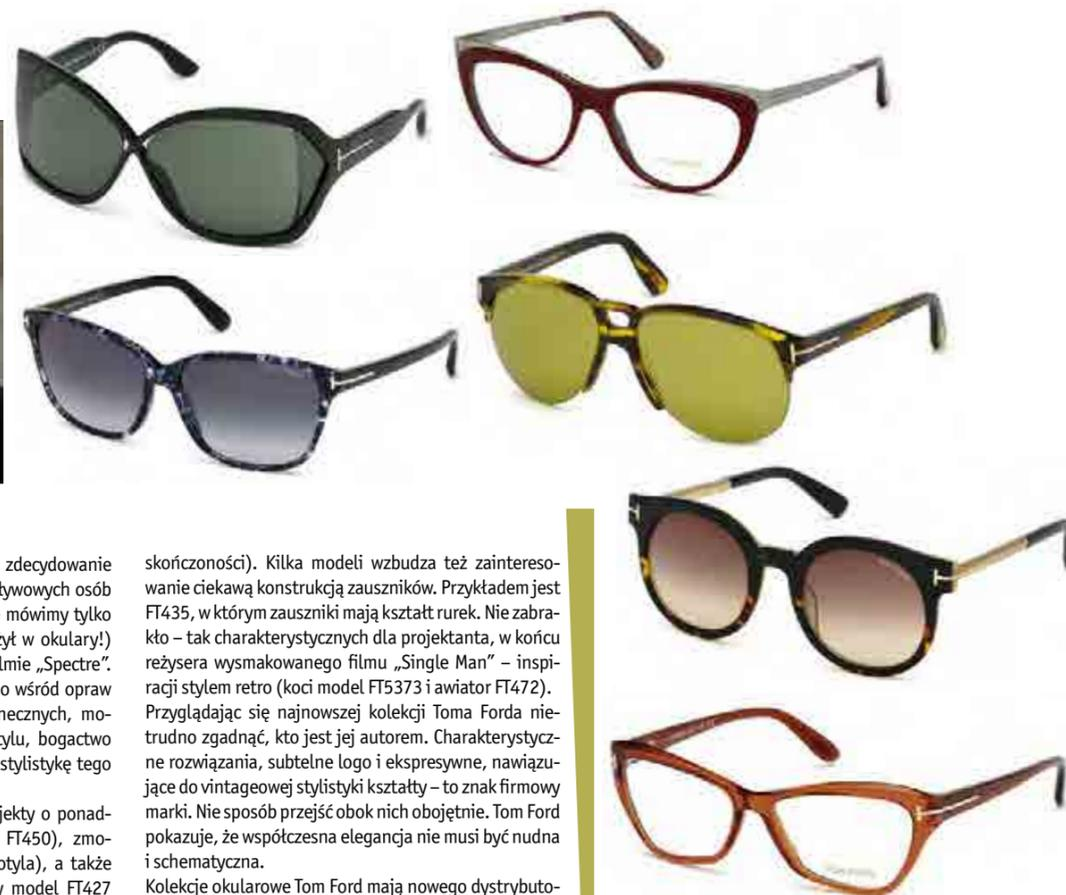 zdecydowanie
tywowych osób
mówimy tylko
zył w okulary!)
lmie „Spectre”.
o wśród opraw
necznych, mo-
tylu, bogactwo
stylistykę tego
jekty o ponad-
FT450), zmo-
otyla), a także
y model FT427
skończoności). Kilka modeli wzbudza też zaintereso-
wanie ciekawą konstrukcją zauszników. Przykładem jest
FT435, w którym zauszniki mają kształt rurek. Nie zabra-
kło – tak charakterystycznych dla projektanta, w końcu
reżysera wysmakowanego filmu „Single Man” – inspi-
racji stylem retro (koci model FT5373 i awiator FT472).
Przyglądając się najnowszej kolekcji Toma Forda nie-
trudno zgadnąć, kto jest jej autorem. Charakterystycz-
ne rozwiązania, subtelne logo i ekspresywne, nawiązu-
jące do vintageowej stylistyki kształty – to znak firmowy
marki. Nie sposób przejść obok nich obojętnie. Tom Ford
pokazuje, że współczesna elegancja nie musi być nudna
i schematyczna.
Kolekcje okularowe Tom Ford mają nowego dystrybuto-